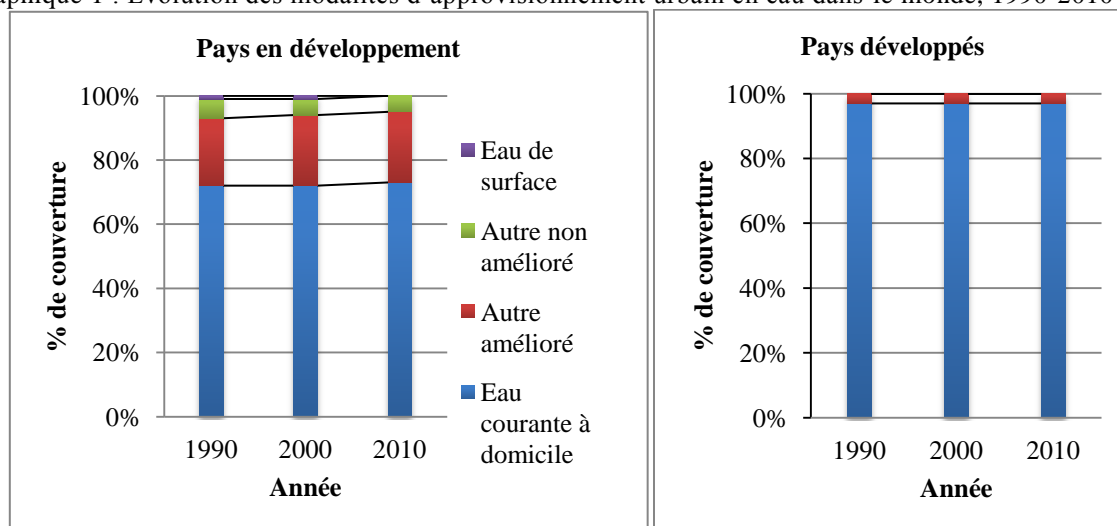 aphique 1 : Evolution des modalités d'approvisionnement urbain en eau dans le monde, 1990-2010
Pays en développement
100%
80%
60%
40%
20%
0%
% de couverture
1990 2000 2010
Année
Eau de
surface
Autre non
amélioré
Autre
amélioré
Eau
courante à
domicile
Pays développés
100%
80%
60%
40%
20%
0%
% de couverture
1990 2000 2010
Année